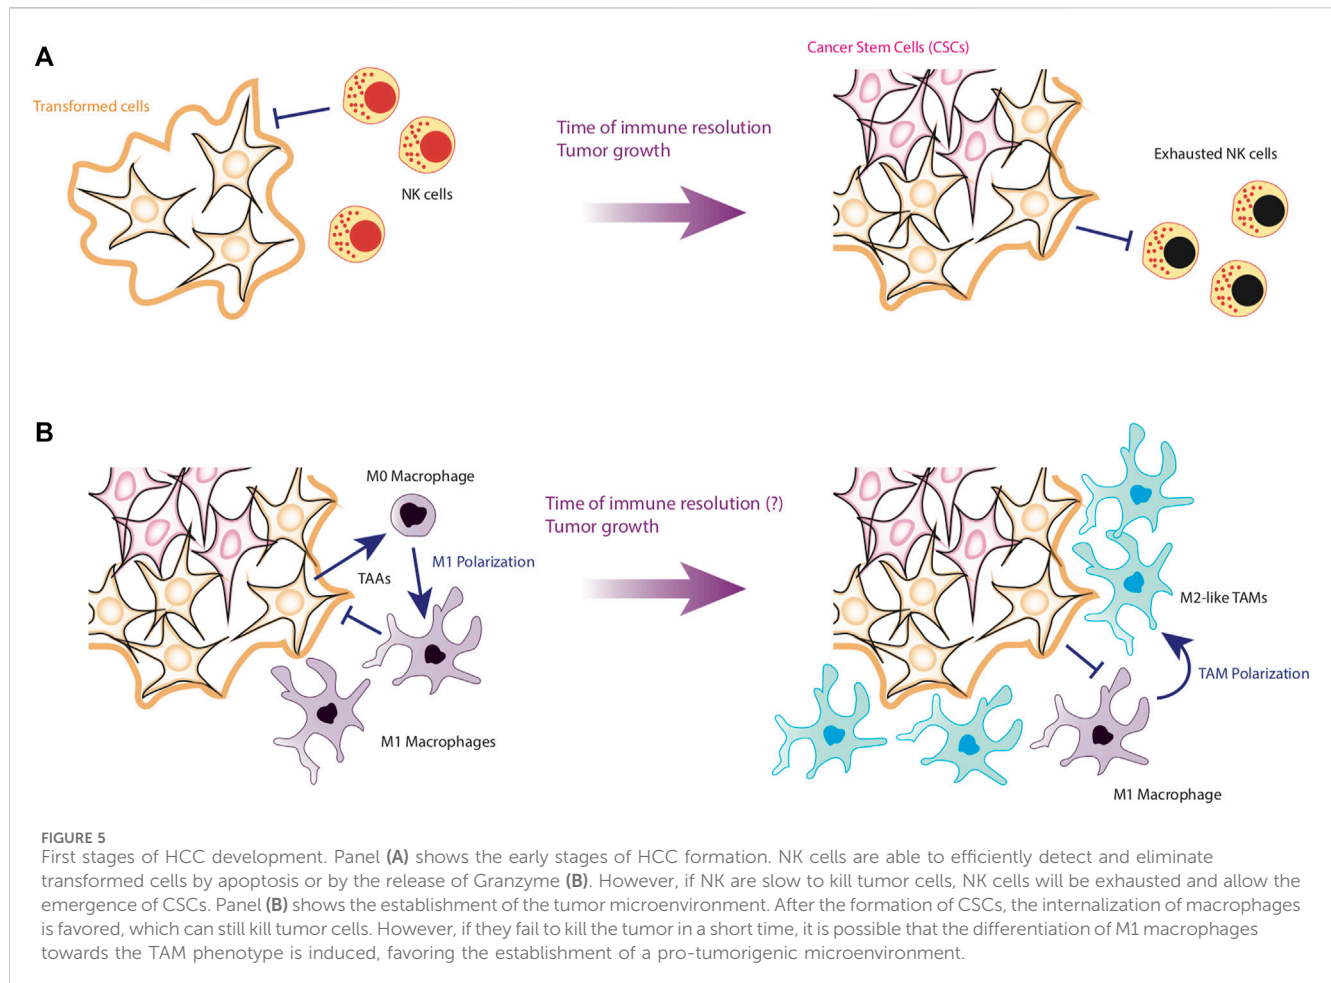 A
Transformed cells
NK cells
Time of immune resolution
Tumor growth
Cancer Stem Cells (CSCs)
Exhausted NK cells
B
M0 Macrophage
M1 Polarization
TAAs
M1 Macrophages
Time of immune resolution (?)
Tumor growth
M2-like TAMs
TAM Polarization
M1 Macrophage
FIGURE 5
First stages of HCC development. Panel (A) shows the early stages of HCC formation. NK cells are able to efficiently detect and eliminate
transformed cells by apoptosis or by the release of Granzyme (B). However, if NK are slow to kill tumor cells, NK cells will be exhausted and allow the
emergence of CSCs. Panel (B) shows the establishment of the tumor microenvironment. After the formation of CSCs, the internalization of macrophages
is favored, which can still kill tumor cells. However, if they fail to kill the tumor in a short time, it is possible that the differentiation of M1 macrophages
towards the TAM phenotype is induced, favoring the establishment of a pro-tumorigenic microenvironment.